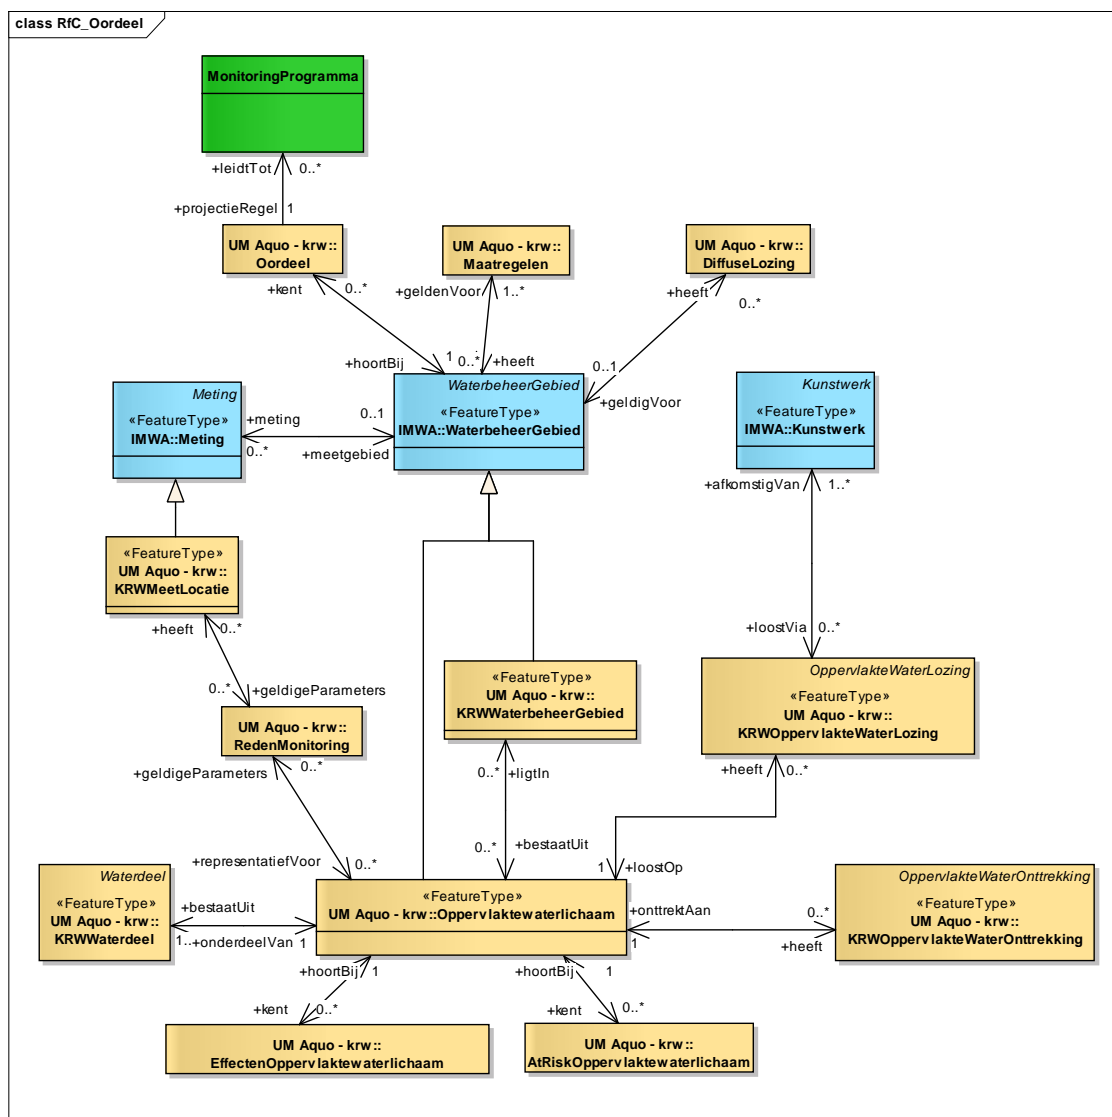 class RfC_Oordeel
MonitoringProgramma
+leidtTot
0..*
+projectieRegel
1
UM Aquo - krw::
Oordeel
UM Aquo - krw::
Maatregelen
UM Aquo - krw::
DiffuseLozing
+kent
0..*
+geldenVoor
1..*
+heeft
0..*
+hoortBij
1
0..*
+heeft
0..1
+geldigVoor
Meting
«FeatureType»
IMWA::Meting
+meting
0..*
0..1
+meetgebied
WaterbeheerGebied
«FeatureType»
IMWA::WaterbeheerGebied
Kunstwerk
«FeatureType»
IMWA::Kunstwerk
+afkomstigVan
1..*
«FeatureType»
UM Aquo - krw::
KRWMeetLocatie
+heeft
0..*
+loostVia
0..*
0..*
+geldigeParameters
UM Aquo - krw::
RedenMonitoring
«FeatureType»
UM Aquo - krw::
KRWWaterbeheerGebied
OppervlakteWaterLozing
«FeatureType»
UM Aquo - krw::
KRWOppervlakteWaterLozing
+geldigeParameters
0..*
0..*
+ligtIn
+heeft
0..*
+representatiefVoor
0..*
0..*
+bestaatUit
1
+loostOp
Waterdeel
«FeatureType»
UM Aquo - krw::
KRWWaterdeel
+bestaatUit
1..
+onderdeelVan
1
«FeatureType»
UM Aquo - krw::Oppervlaktewaterlichaam
+onttrektAan
1
0..*
+heeft
OppervlakteWaterOnttrekking
«FeatureType»
UM Aquo - krw::
KRWOppervlakteWaterOnttrekking
+hoortBij
1
+hoortBij
1
+kent
0..*
+kent
0..*
UM Aquo - krw::
EffectenOppervlaktewaterlichaam
UM Aquo - krw::
AtRiskOppervlaktewaterlichaam